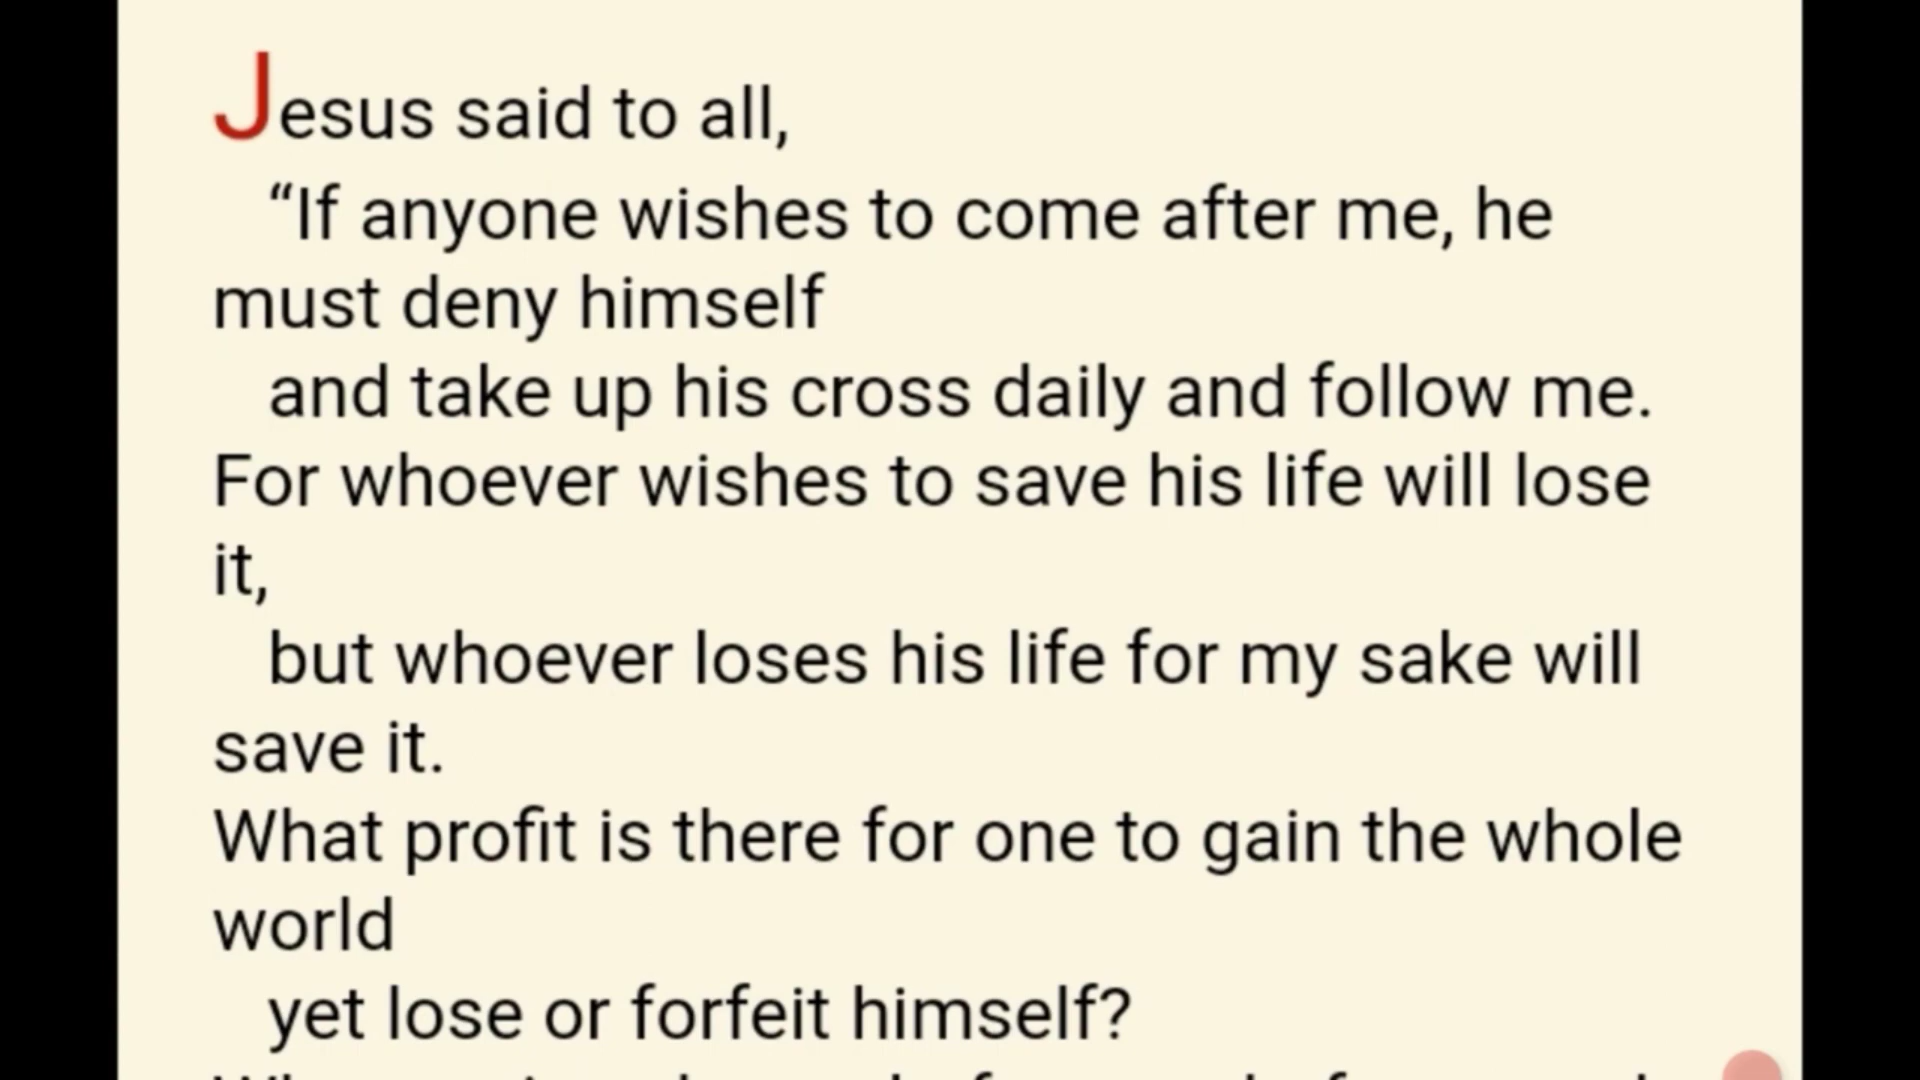 Jesus said to all,
“If anyone wishes to come after me, he
must deny himself
and take up his cross daily and follow me.
For whoever wishes to save his life will lose
it,
but whoever loses his life for my sake will
save it.
What profit is there for one to gain the whole
world
yet lose or forfeit himself?